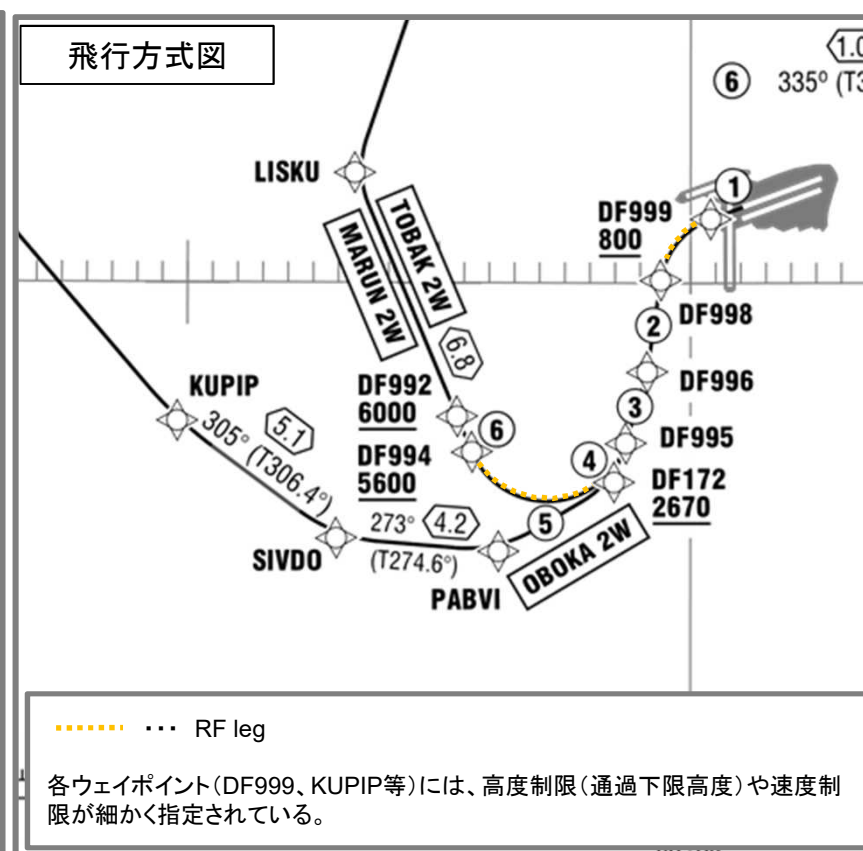 飛行方式図
1.0
⑥ 335° (T3
LISKU
①
DF999
800
TOBAK 2W
MARUN 2W
DF998
②
6.8
DF996
KUPIP
DF992
6000
③
305° (T306.4°)
5.1
⑥
DF995
DF994
5600
④
DF172
2670
273° 4.2
⑤
SIVDO
(T274.6°)
OBOKA 2W
PABVI
… RF leg
各ウェイポイント（DF999、KUPIP等）には、高度制限（通過下限高度）や速度制
限が細かく指定されている。